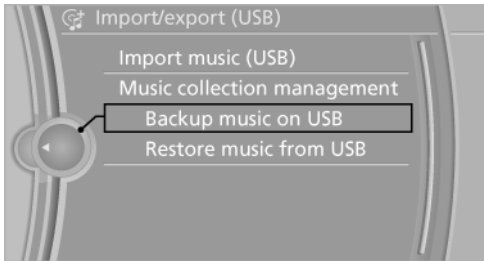 Import/export (USB)
Import music (USB)
Music collection management
Backup music on USB
Restore music from USB